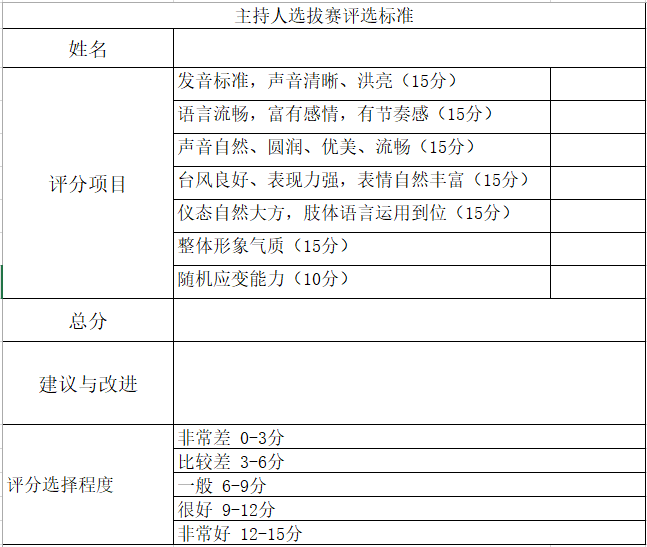 主持人选拔赛评选标准
姓名
发音标准，声音清晰、洪亮（15分）
语言流畅，富有感情，有节奏感（15分）
声音自然、圆润、优美、流畅（15分）
评分项目
台风良好、表现力强，表情自然丰富（15分）
仪态自然大方，肢体语言运用到位（15分）
整体形象气质（15分）
随机应变能力（10分）
总分
建议与改进
评分选择程度
非常差 0-3分
比较差 3-6分
一般 6-9分
很好 9-12分
非常好 12-15分